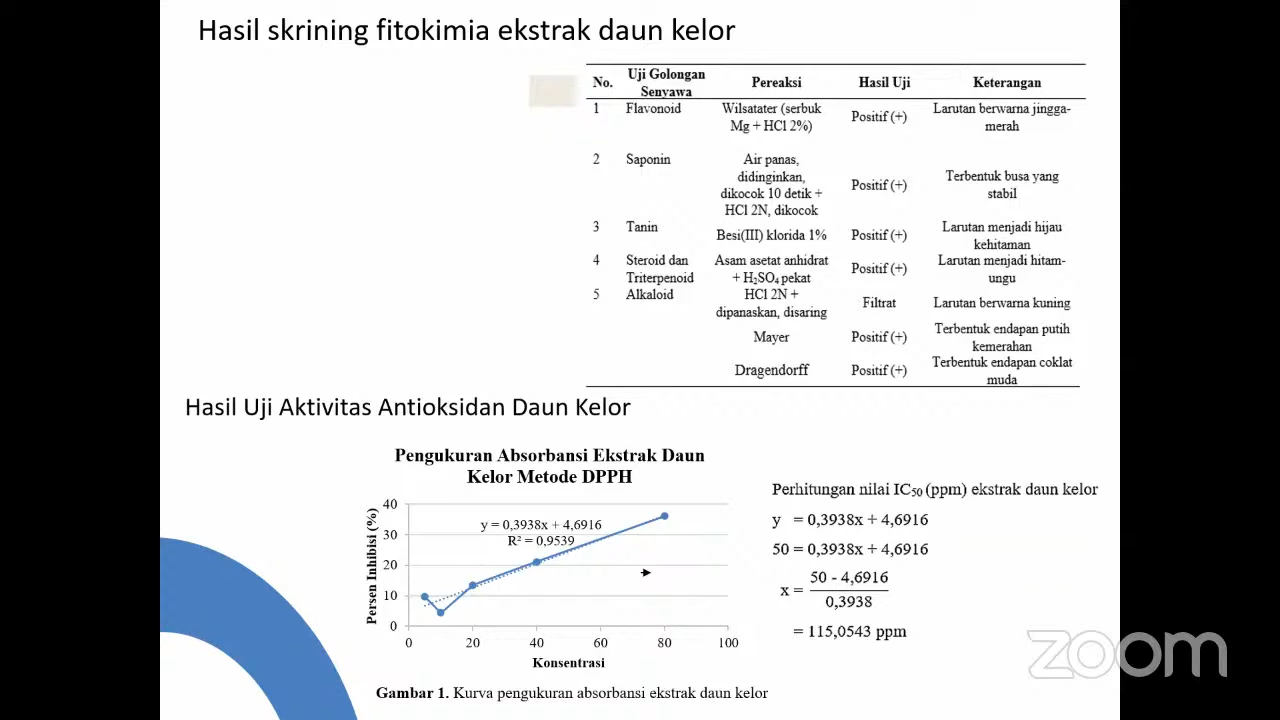 Hasil skrining fitokimia ekstrak daun kelor
No. Uji Golongan Senyawa Pereaksi Hasil Uji Keterangan
1 Flavonoid Wilsatater (serbuk Mg + HCl 2%) Positif (+) Larutan berwarna jingga-merah
2 Saponin Air panas, didinginkan, dikocok 10 detik + HCl 2N, dikocok Positif (+) Terbentuk busa yang stabil
3 Tanin Besi(III) klorida 1% Positif (+) Larutan menjadi hijau kehitaman
4 Steroid dan Triterpenoid Asam asetat anhidrat + H₂SO₄ pekat Positif (+) Larutan menjadi hitam-ungu
5 Alkaloid HCl 2N + dipanaskan, disaring Filtrat Larutan berwarna kuning
Mayer Positif (+) Terbentuk endapan putih kemerahan
Dragendorff Positif (+) Terbentuk endapan coklat muda
Hasil Uji Aktivitas Antioksidan Daun Kelor
Pengukuran Absorbansi Ekstrak Daun
Kelor Metode DPPH
Persen Inhibisi (%)
40
30
20
10
0
y = 0,3938x + 4,6916
R² = 0,9539
0 20 40 60 80 100
Konsentrasi
Gambar 1. Kurva pengukuran absorbansi ekstrak daun kelor
Perhitungan nilai IC₅₀ (ppm) ekstrak daun kelor
y = 0,3938x + 4,6916
50 = 0,3938x + 4,6916
x = 50 - 4,6916
0,3938
= 115,0543 ppm
zoom